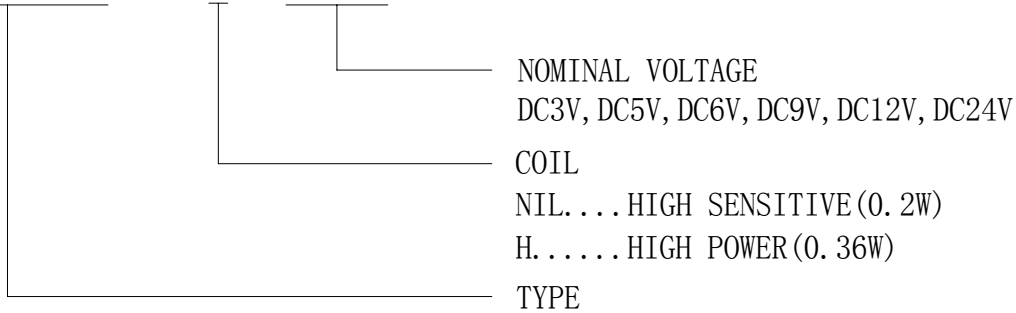 NOMINAL VOLTAGE
DC3V, DC5V, DC6V, DC9V, DC12V, DC24V
COIL
NIL....HIGH SENSITIVE(0.2W)
H......HIGH POWER(0.36W)
TYPE